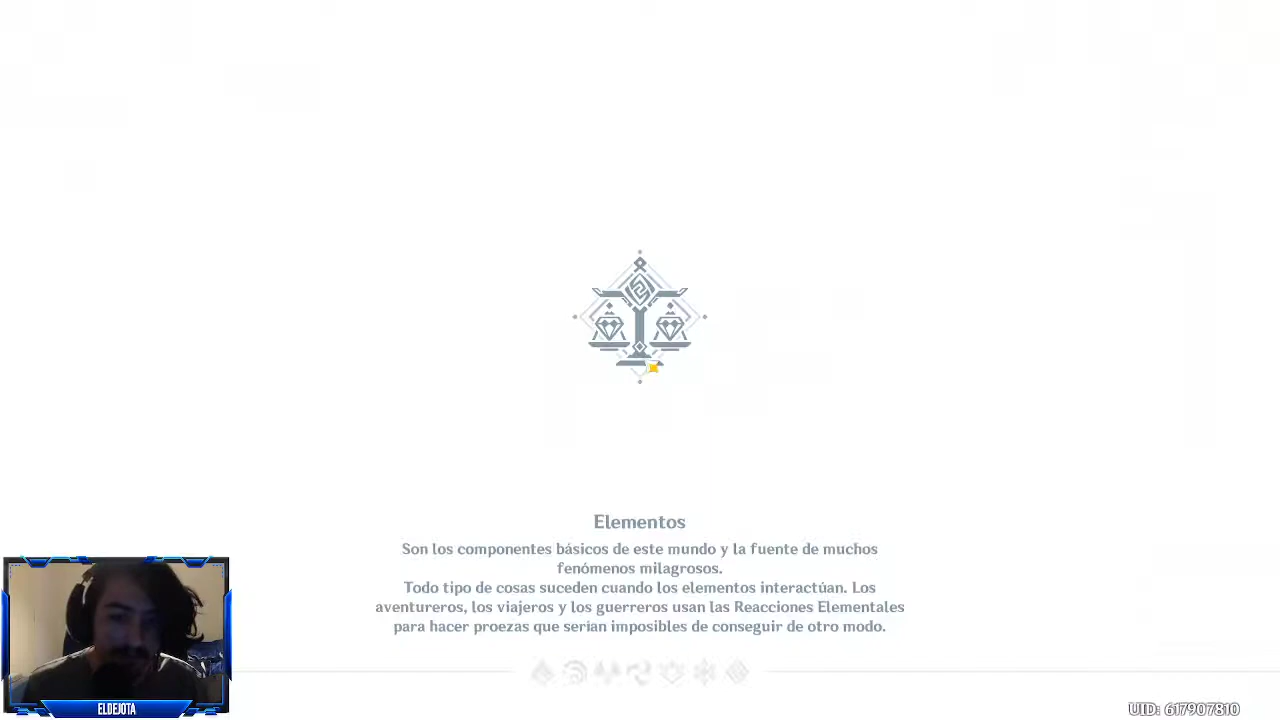 Elementos
Son los componentes básicos de este mundo y la fuente de muchos
fenómenos milagrosos.
Todo tipo de cosas suceden cuando los elementos interactúan. Los
aventureros, los viajeros y los guerreros usan las Reacciones Elementales
para hacer proezas que serían imposibles de conseguir de otro modo.
ELDEJOTA
UID: 617907810